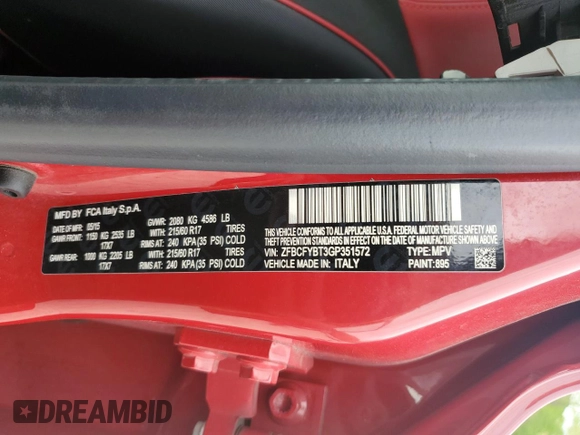 MFD BY FCA Italy S.p.A.
DATE OF MFR 05/15 GVWR: 2080 KG 4586 LB
GAWR FRONT: 1150 KG 2535 LB WITH: 215/60 R17
17X7 RIMS AT: 240 KPA(35 PSI) COLD
GAWR REAR: 1000 KG 2205 LB WITH: 215/60 R17
17X7 RIMS AT: 240 KPA(35 PSI) COLD
THIS VEHICLE CONFORMS TO ALL APPLICABLE U.S.A. FEDERAL MOTOR VEHICLE SAFETY
BUMPER, AND THEFT PREVENTION STANDARDS IN EFFECT ON THE DATE OF MFR SHOWN ABOVE
VIN: ZFBCFYBT3GP351572 TYPE: MPV
VEHICLE MADE IN: ITALY PAINT: 895
DREAMBID